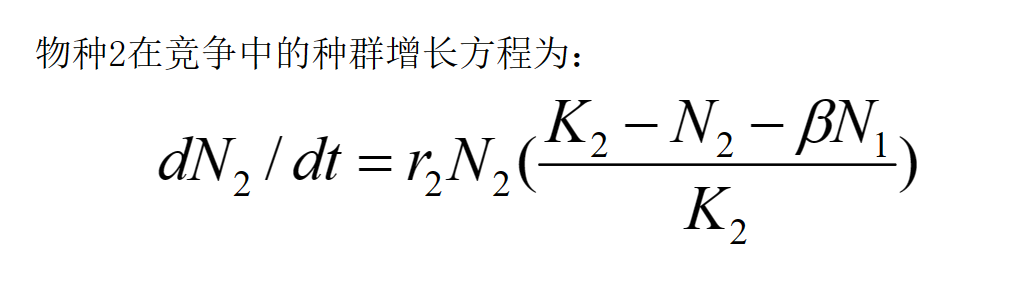 物种2在竞争中的种群增长方程为：
dN₂ / dt = r₂N₂((K₂ − N₂ − βN₁) / K₂)